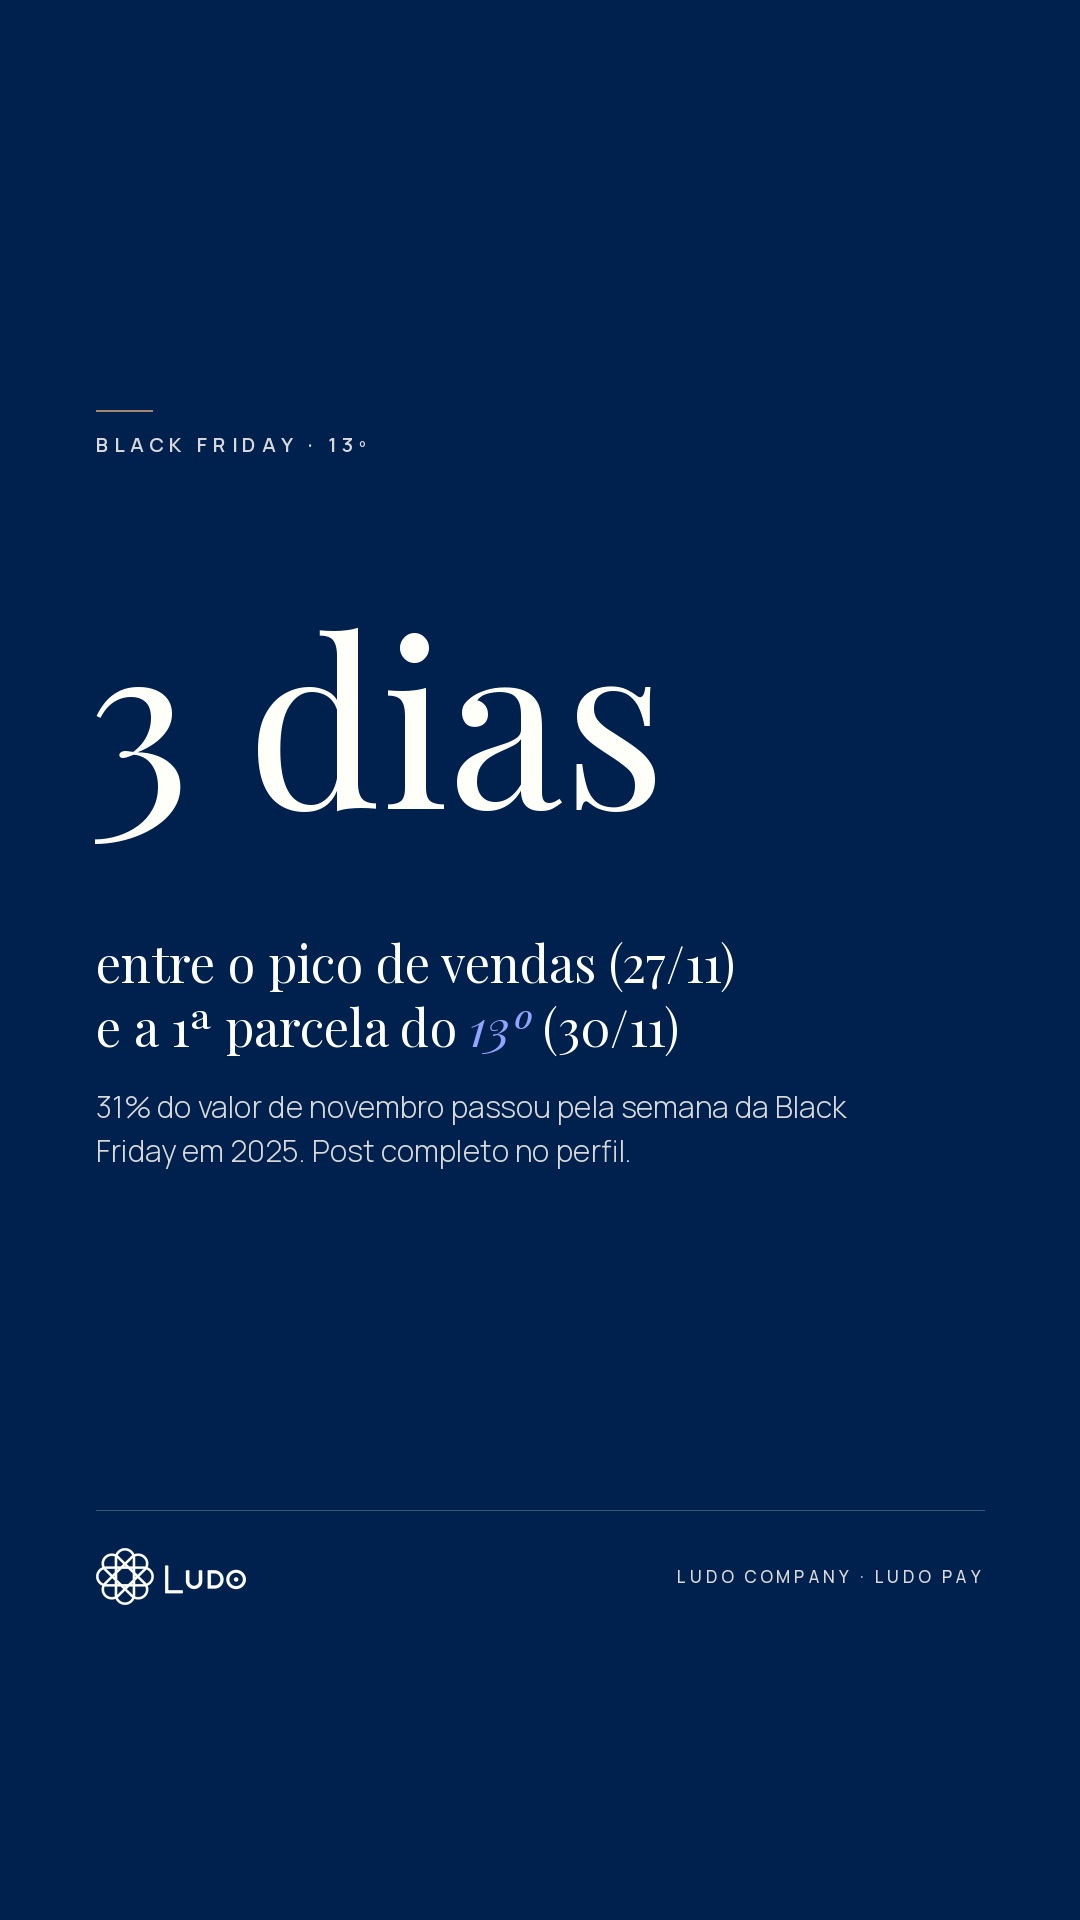 BLACK FRIDAY · 13º
3 dias
entre o pico de vendas (27/11)
e a 1ª parcela do 13º (30/11)
31% do valor de novembro passou pela semana da Black
Friday em 2025. Post completo no perfil.
LUDO
LUDO COMPANY · LUDO PAY